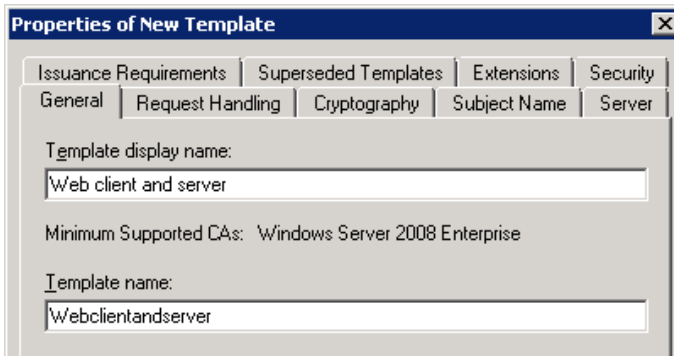 Properties of New Template
Issuance Requirements Superseded Templates Extensions Security
General Request Handling Cryptography Subject Name Server
Template display name:
Web client and server
Minimum Supported CAs: Windows Server 2008 Enterprise
Template name:
Webclientandserver